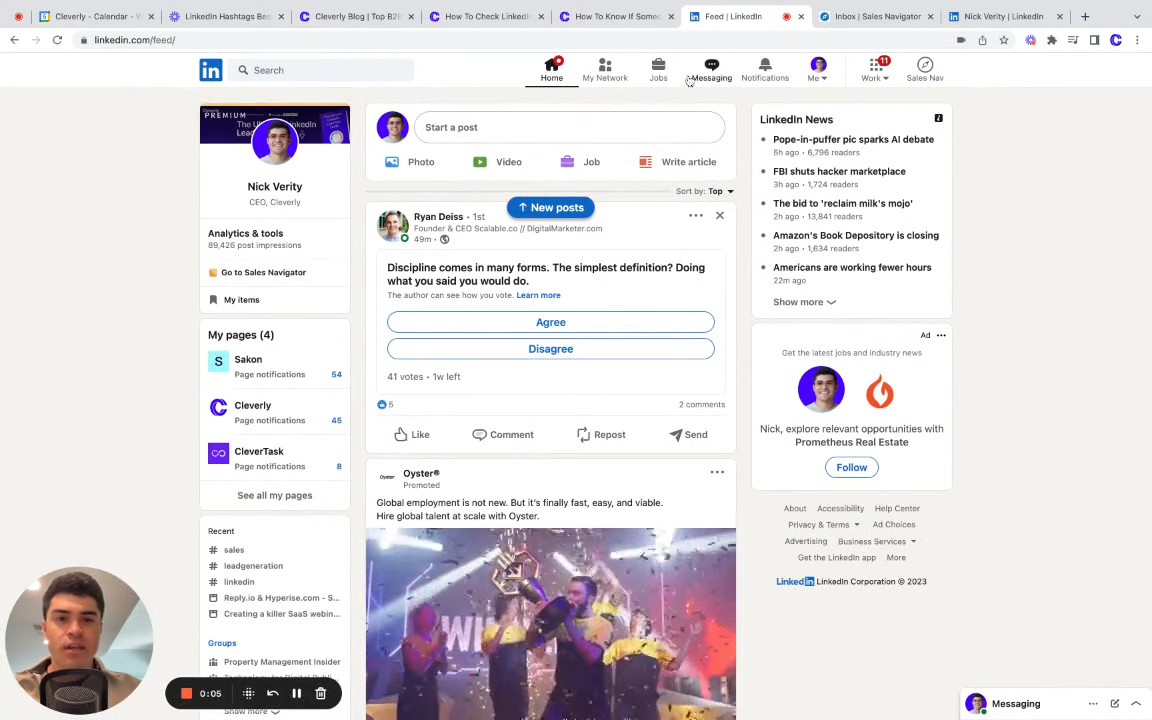 Cleverly - Calendar - W
LinkedIn Hashtags Bes
Cleverly Blog | Top B2B
How To Check LinkedI
How To Know If Some
Feed | LinkedIn
Inbox | Sales Navigator
Nick Verity | LinkedIn
linkedin.com/feed/
in
Search
Home
My Network
Jobs
Messaging
Notifications
Me
11
Work
Sales Nav
Cleverly
PREMIUM
Nick Verity
CEO, Cleverly
Analytics & tools
89,426 post impressions
Go to Sales Navigator
My items
My pages (4)
S
Sakon
Page notifications 54
Cleverly
Page notifications 45
CleverTask
Page notifications 8
See all my pages
Recent
# sales
# leadgeneration
# linkedin
Reply.io & Hyperise.com - S...
Creating a killer SaaS webin...
Groups
Property Management Insider
Show more
0:05
Start a post
Photo
Video
Job
Write article
Sort by: Top
↑ New posts
Ryan Deiss • 1st
Founder & CEO Scalable.co // DigitalMarketer.com
49m •
Discipline comes in many forms. The simplest definition? Doing
what you said you would do.
The author can see how you vote. Learn more
Agree
Disagree
41 votes • 1w left
5
2 comments
Like
Comment
Repost
Send
Oyster
Oyster®
Promoted
Global employment is not new. But it's finally fast, easy, and viable.
Hire global talent at scale with Oyster.
LinkedIn News
Pope-in-puffer pic sparks AI debate
5h ago • 6,796 readers
FBI shuts hacker marketplace
3h ago • 1,724 readers
The bid to 'reclaim milk's mojo'
2h ago • 13,841 readers
Amazon's Book Depository is closing
2h ago • 1,634 readers
Americans are working fewer hours
22m ago
Show more
Ad
Get the latest jobs and industry news
Nick, explore relevant opportunities with
Prometheus Real Estate
Follow
About Accessibility Help Center
Privacy & Terms Ad Choices
Advertising Business Services
Get the LinkedIn app More
LinkedIn LinkedIn Corporation © 2023
Messaging